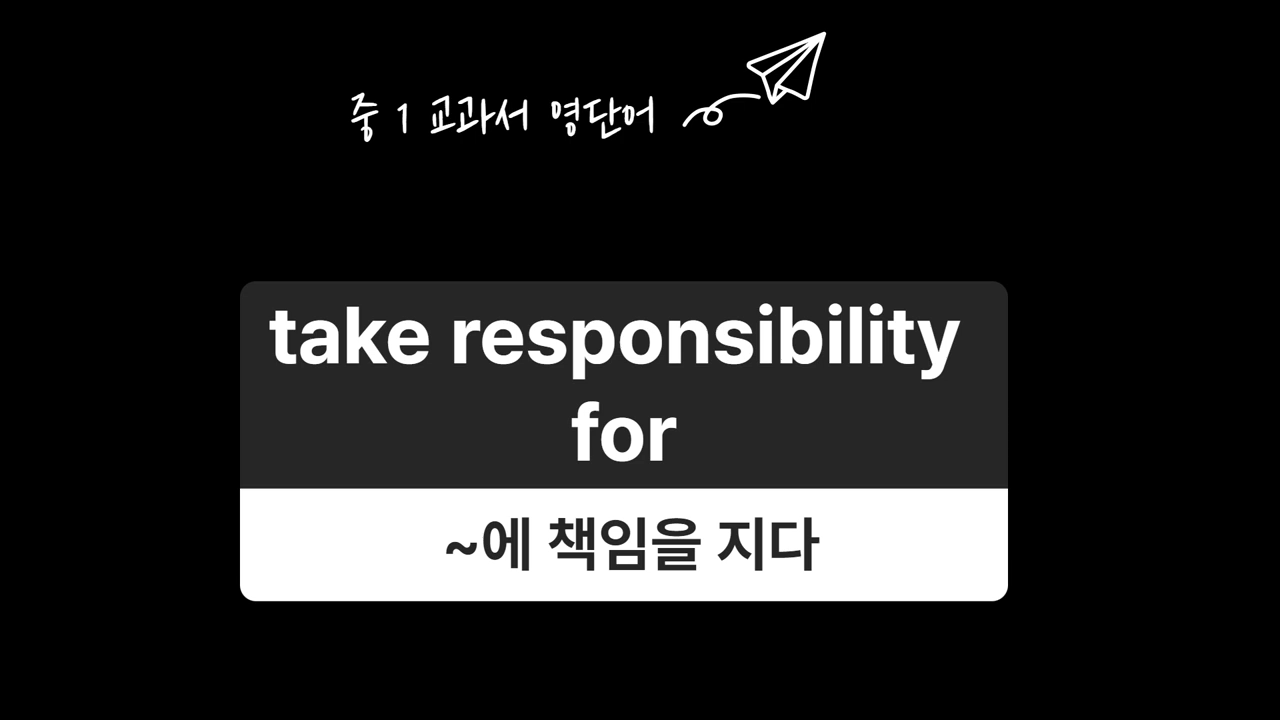 중 1 교과서 영단어
take responsibility
for
~에 책임을 지다